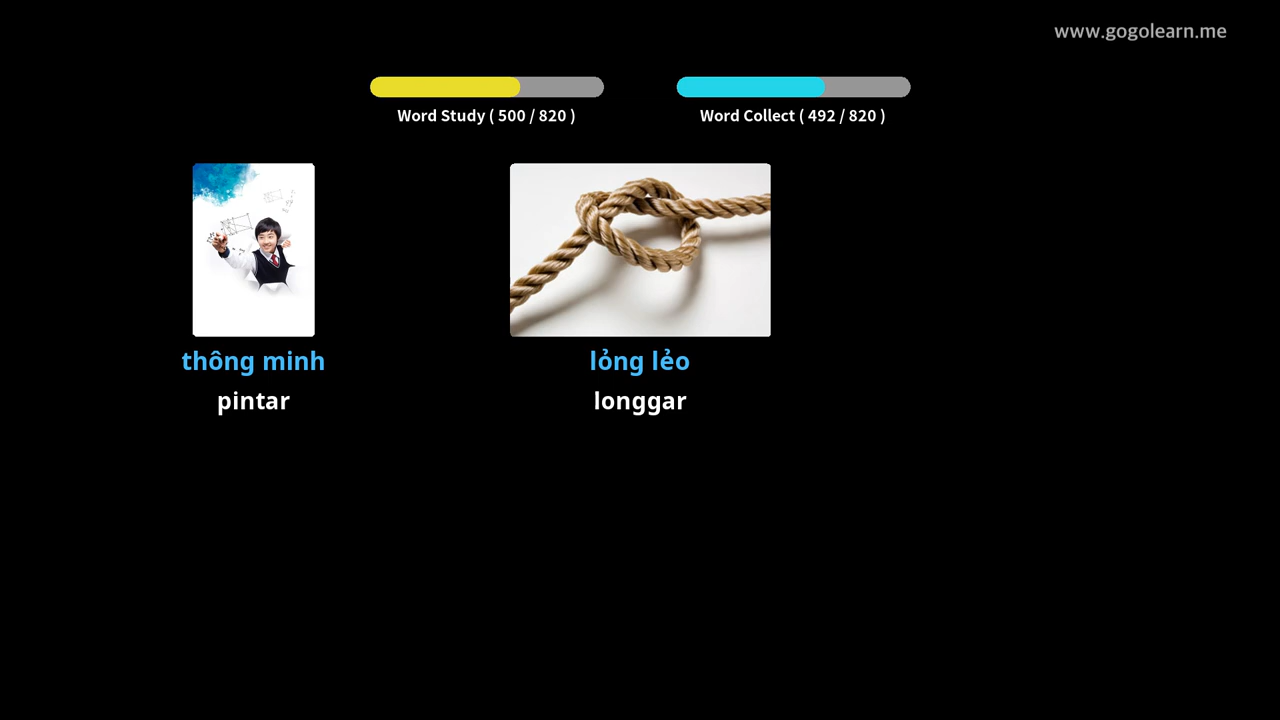 www.gogolearn.me
Word Study ( 500 / 820 )
Word Collect ( 492 / 820 )
thông minh
pintar
lỏng lẻo
longgar